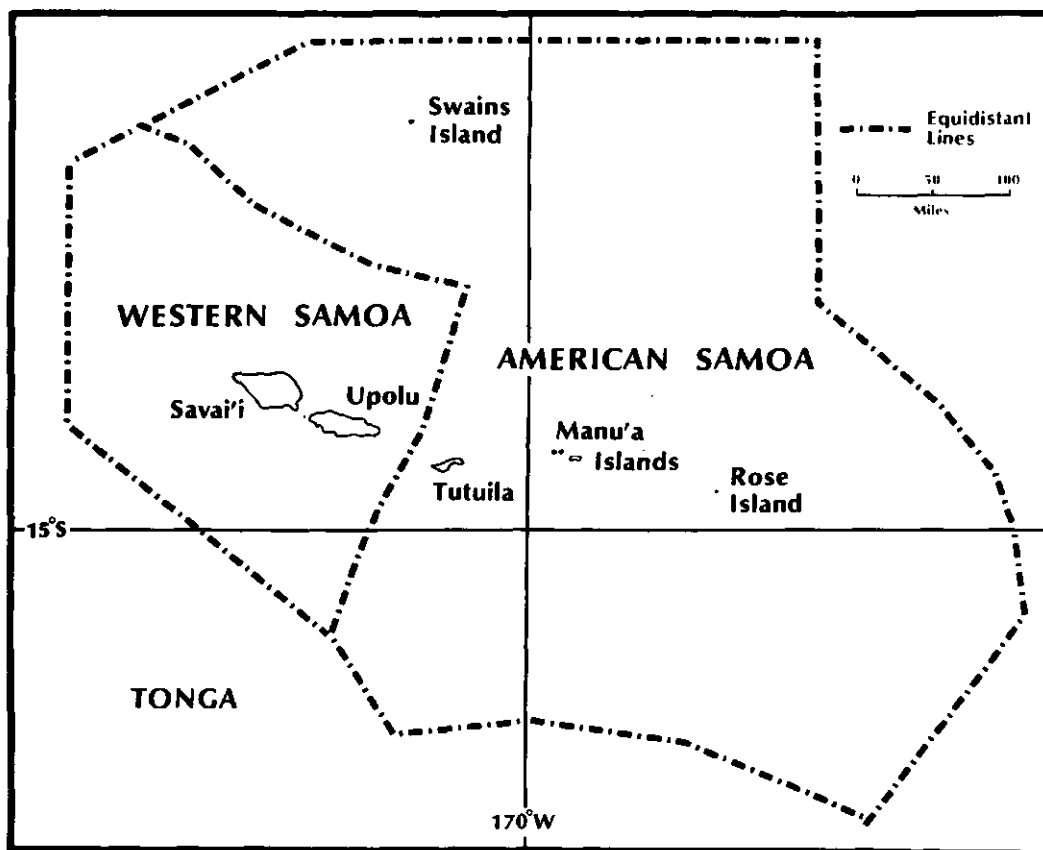 Swains
Island
Equidistant
Lines
0 50 100
Miles
WESTERN SAMOA
AMERICAN SAMOA
Savai'i
Upolu
Manu'a
Islands
Tutuila
Rose
Island
15°S
TONGA
170°W